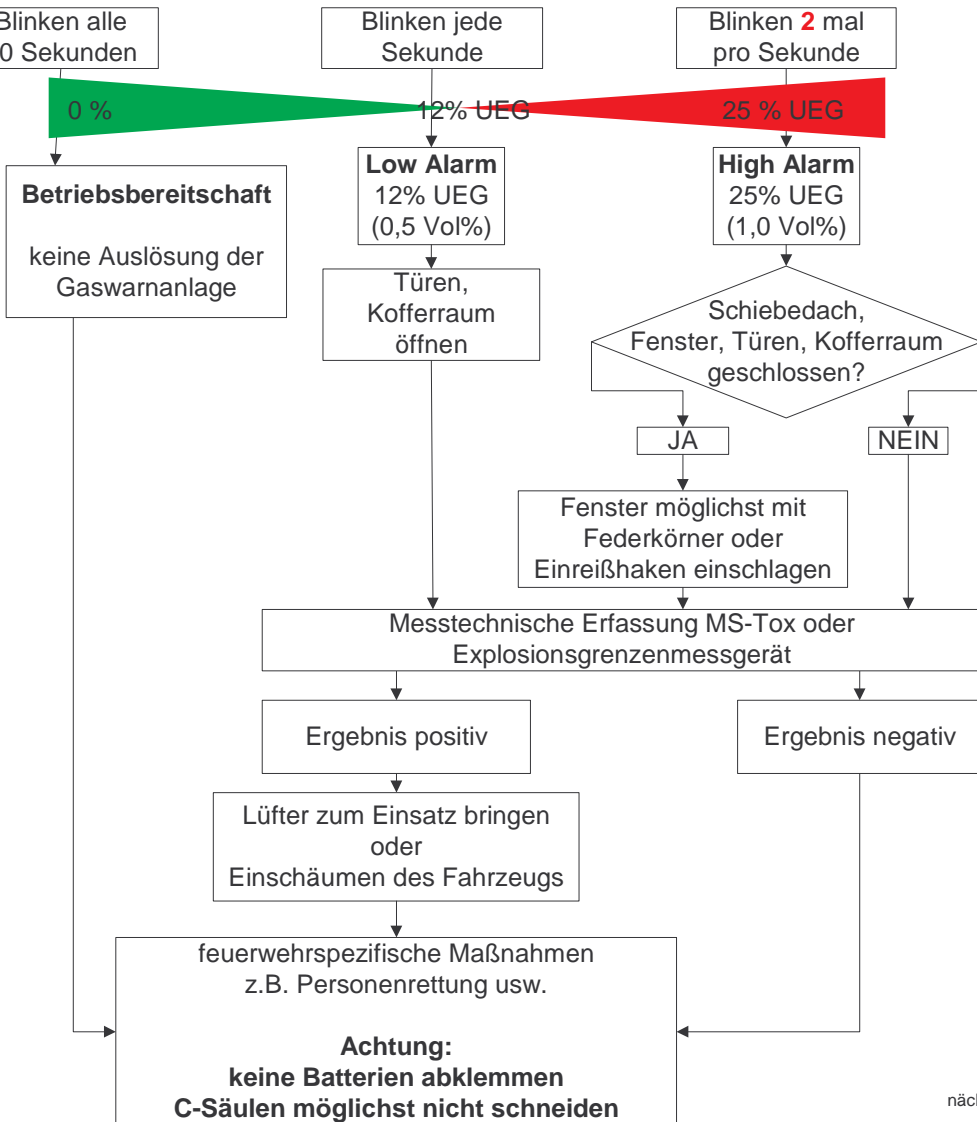 Blinken alle
0 Sekunden
Blinken jede
Sekunde
Blinken 2 mal
pro Sekunde
0 %
12% UEG
25 % UEG
Betriebsbereitschaft
keine Auslösung der
Gaswarnanlage
Low Alarm
12% UEG
(0,5 Vol%)
High Alarm
25% UEG
(1,0 Vol%)
Türen,
Kofferraum
öffnen
Schiebedach,
Fenster, Türen, Kofferraum
geschlossen?
JA
NEIN
Fenster möglichst mit
Federkörner oder
Einreißhaken einschlagen
Messtechnische Erfassung MS-Tox oder
Explosionsgrenzenmessgerät
Ergebnis positiv
Ergebnis negativ
Lüfter zum Einsatz bringen
oder
Einschäumen des Fahrzeugs
feuerwehrspezifische Maßnahmen
z.B. Personenrettung usw.
Achtung:
keine Batterien abklemmen
C-Säulen möglichst nicht schneiden